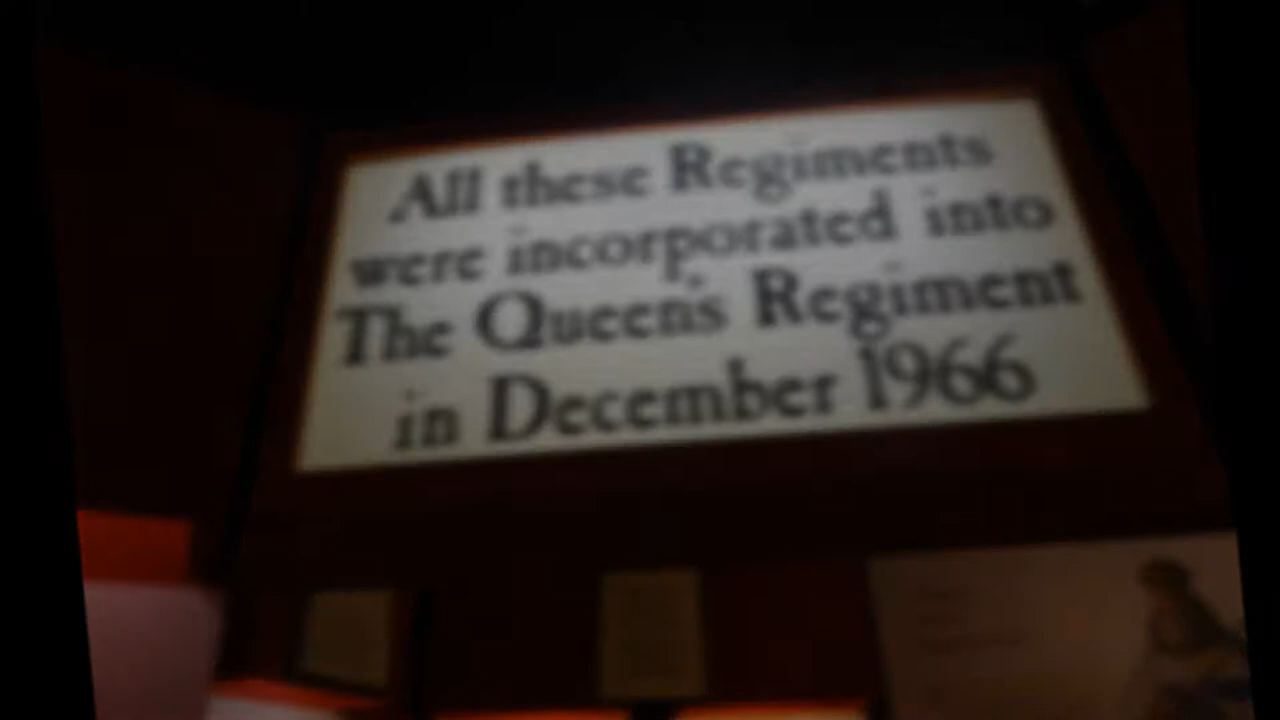 All these Regiments
were incorporated into
The Queen's Regiment
in December 1966